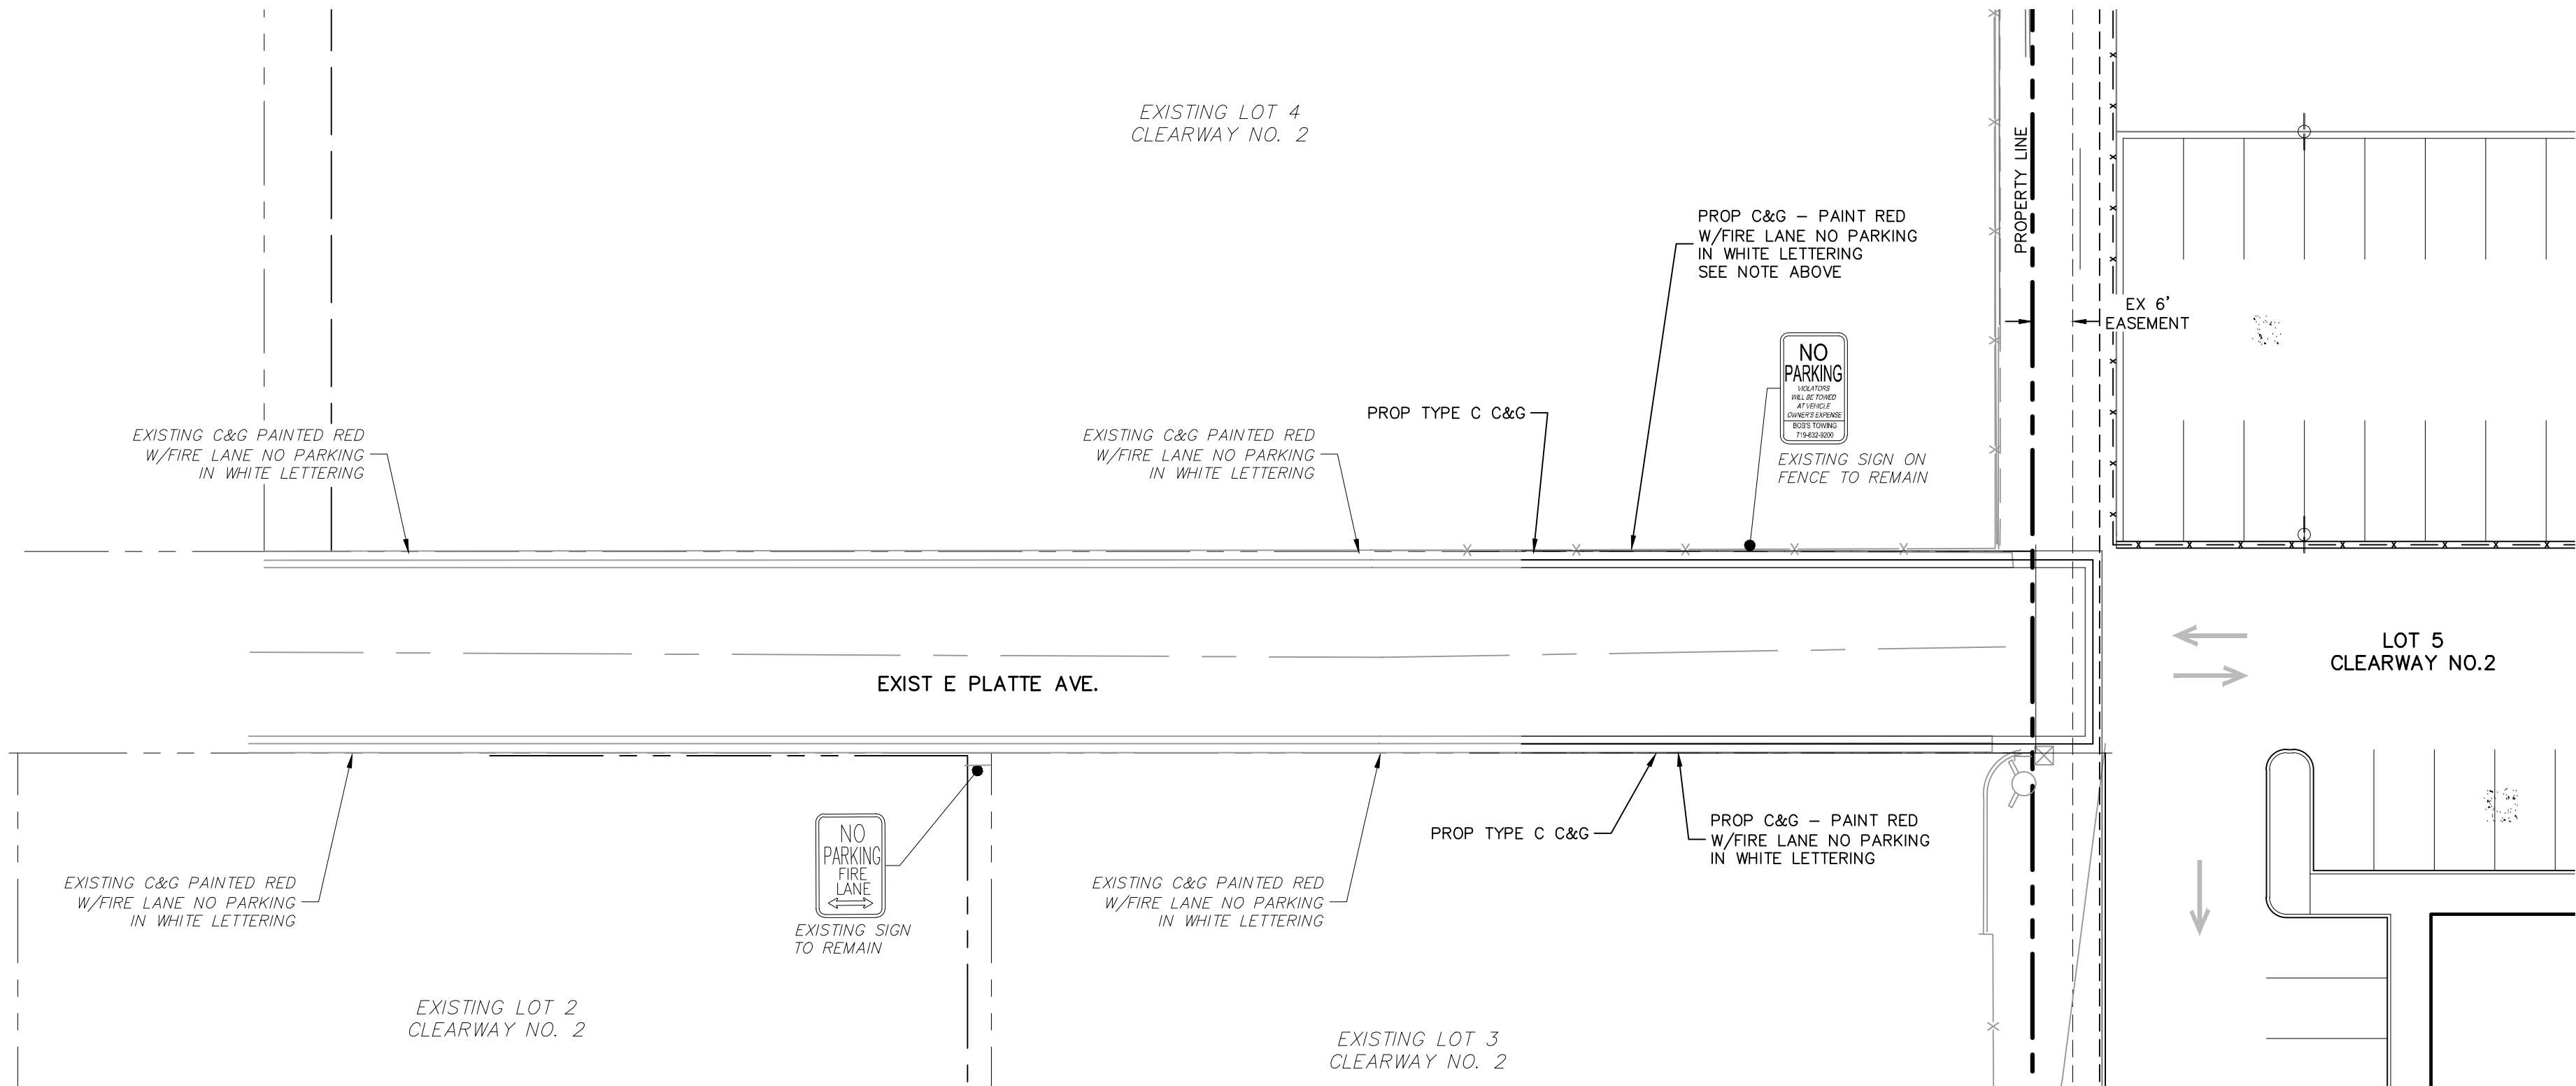 EXISTING LOT 4
CLEARWAY NO. 2
PROPERTY LINE
PROP C&G – PAINT RED
W/FIRE LANE NO PARKING
IN WHITE LETTERING
SEE NOTE ABOVE
EX 6'
EASEMENT
NO
PARKING
VIOLATORS
WILL BE TOWED
AT VEHICLE
OWNER'S EXPENSE
BOB'S TOWING
719-632-9200
EXISTING SIGN ON
FENCE TO REMAIN
PROP TYPE C C&G
EXISTING C&G PAINTED RED
W/FIRE LANE NO PARKING
IN WHITE LETTERING
EXISTING C&G PAINTED RED
W/FIRE LANE NO PARKING
IN WHITE LETTERING
EXIST E PLATTE AVE.
LOT 5
CLEARWAY NO.2
EXISTING C&G PAINTED RED
W/FIRE LANE NO PARKING
IN WHITE LETTERING
NO
PARKING
FIRE
LANE
EXISTING SIGN
TO REMAIN
EXISTING C&G PAINTED RED
W/FIRE LANE NO PARKING
IN WHITE LETTERING
PROP TYPE C C&G
PROP C&G – PAINT RED
W/FIRE LANE NO PARKING
IN WHITE LETTERING
EXISTING LOT 2
CLEARWAY NO. 2
EXISTING LOT 3
CLEARWAY NO. 2